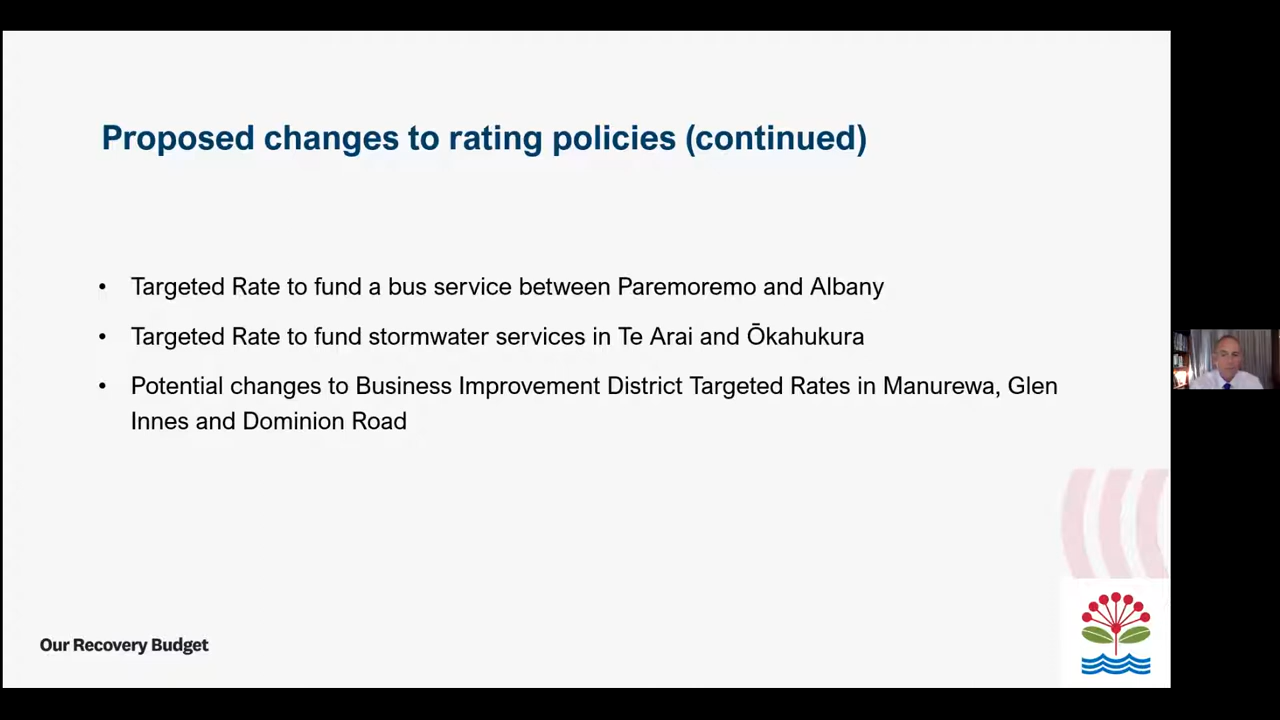 Proposed changes to rating policies (continued)
• Targeted Rate to fund a bus service between Paremoremo and Albany
• Targeted Rate to fund stormwater services in Te Arai and Ōkahukura
• Potential changes to Business Improvement District Targeted Rates in Manurewa, Glen
Innes and Dominion Road
Our Recovery Budget